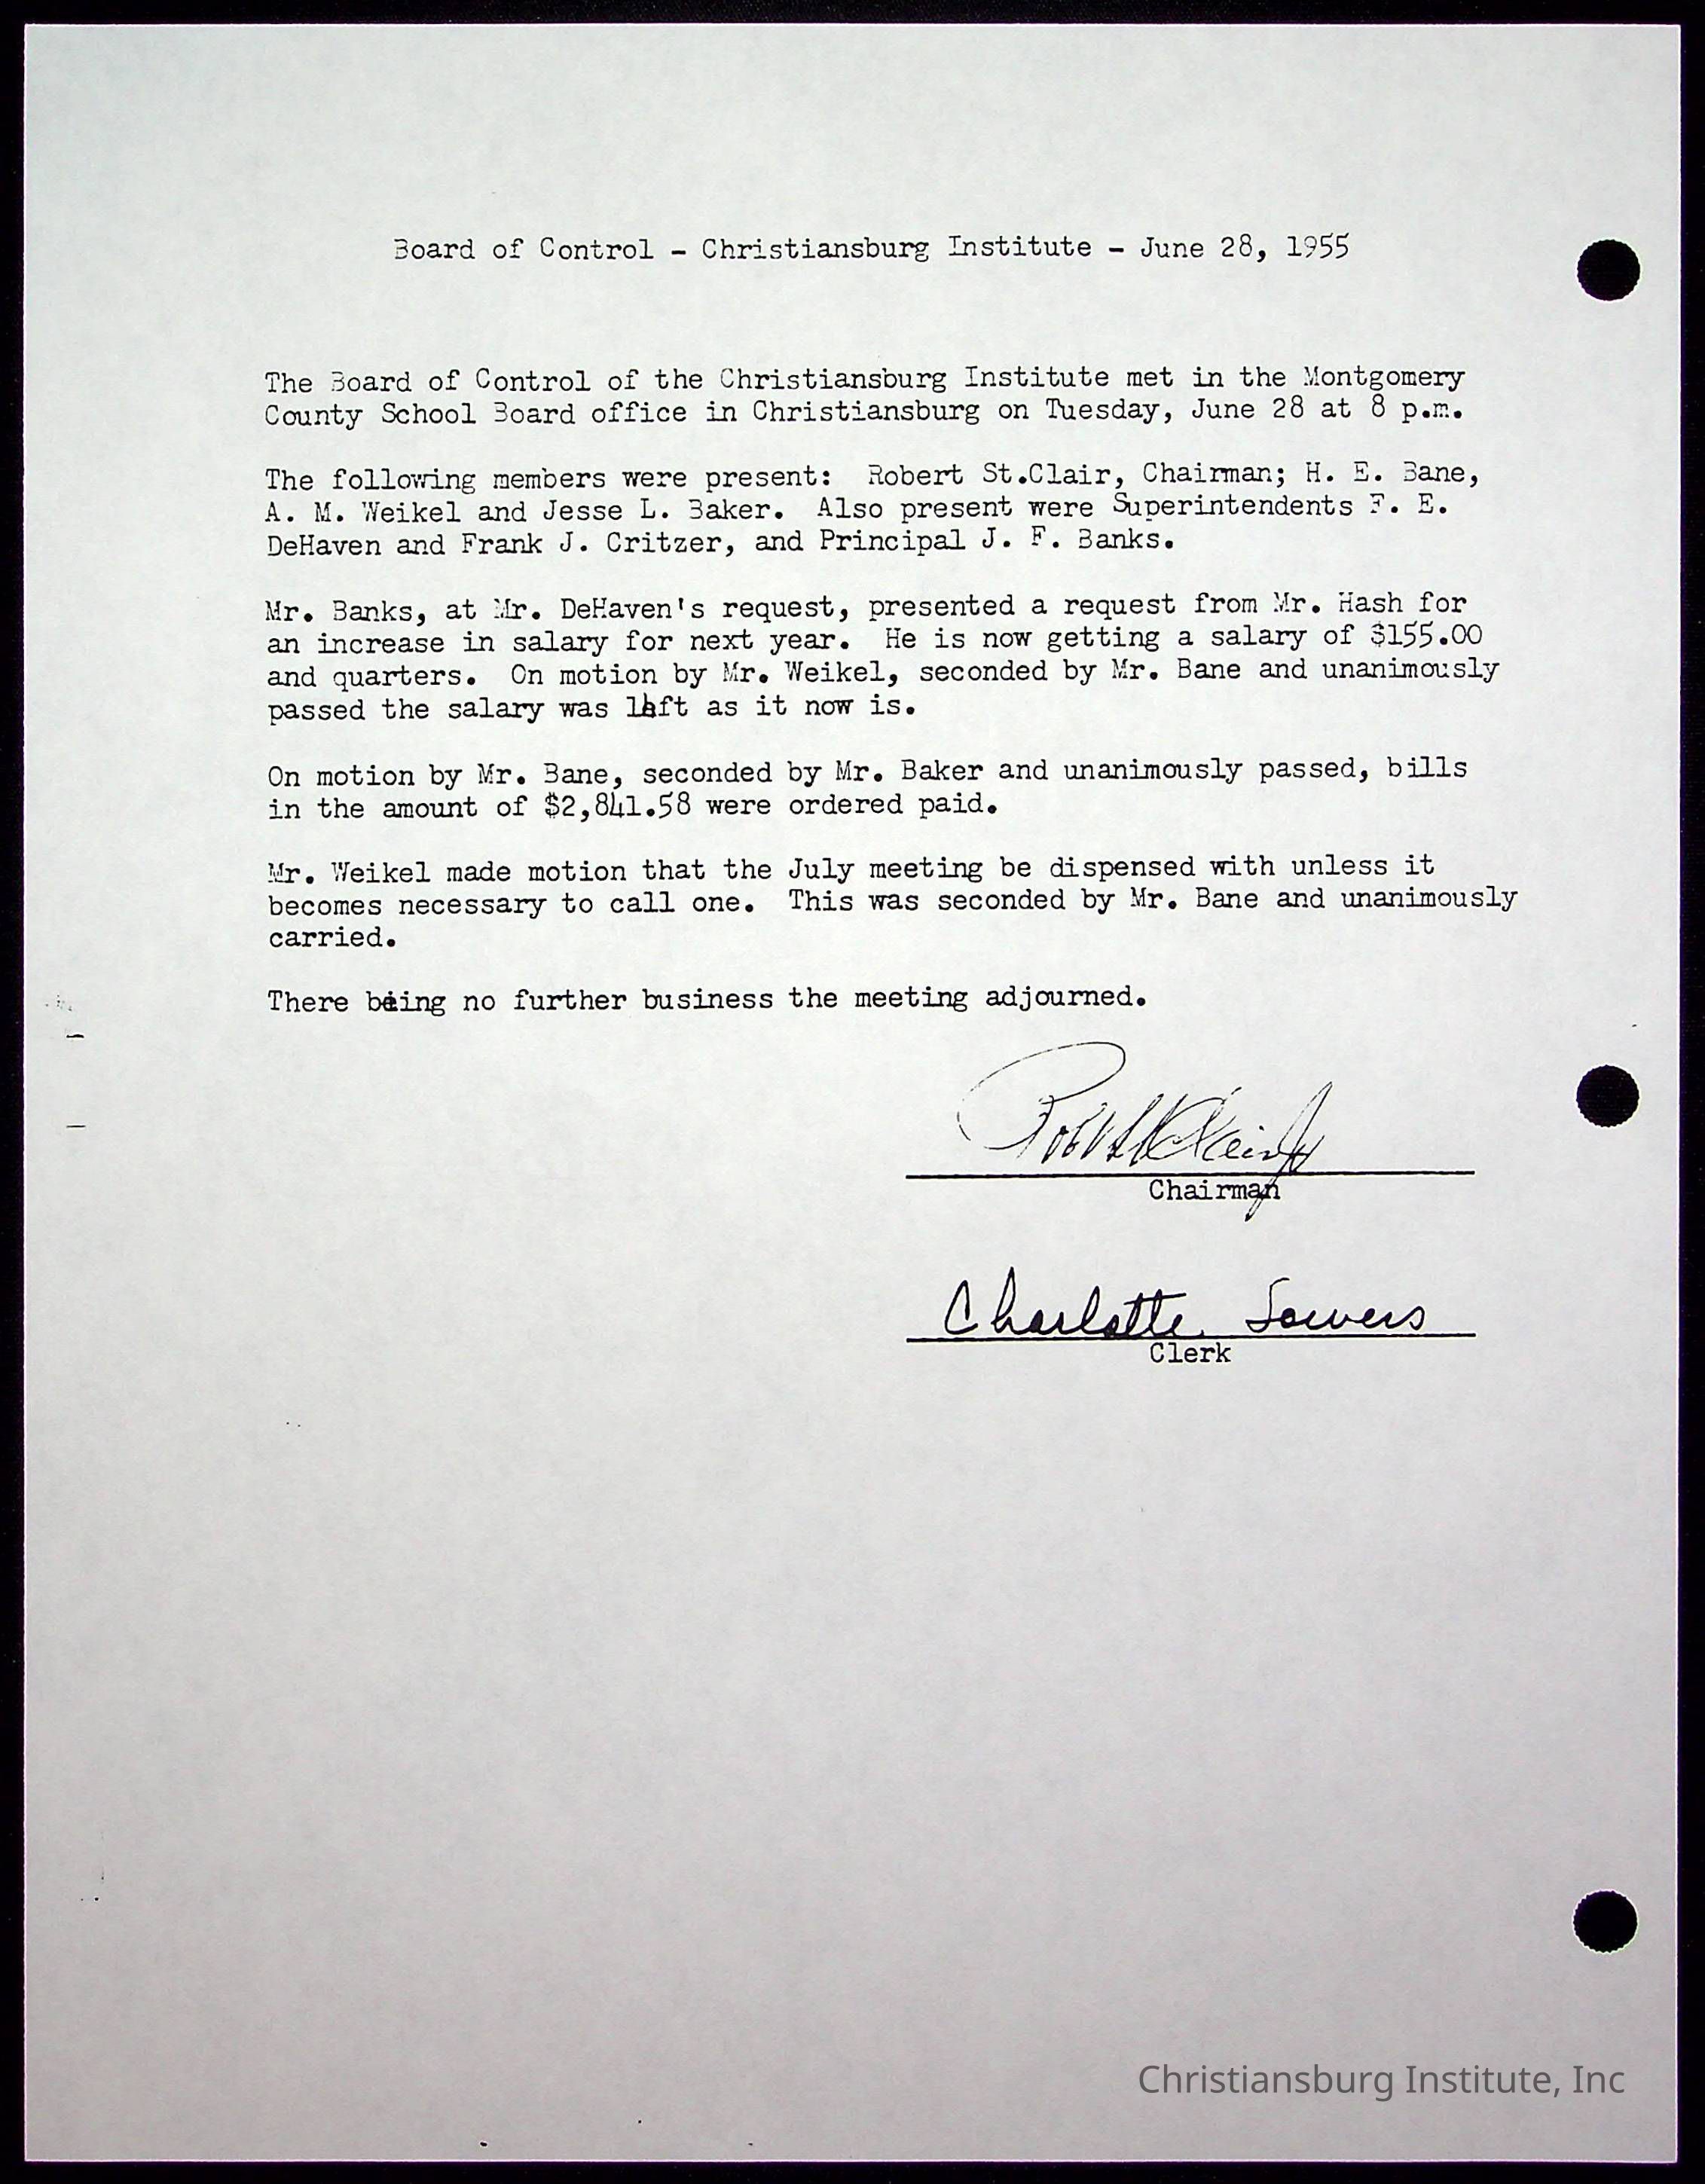 Board of Control - Christiansburg Institute - June 28, 1955
The Board of Control of the Christiansburg Institute met in the Montgomery
County School Board office in Christiansburg on Tuesday, June 28 at 8 p.m.
The following members were present:  Robert St.Clair, Chairman; H. E. Bane,
A. M. Weikel and Jesse L. Baker.  Also present were Superintendents F. E.
DeHaven and Frank J. Critzer, and Principal J. F. Banks.
Mr. Banks, at Mr. DeHaven's request, presented a request from Mr. Hash for
an increase in salary for next year.  He is now getting a salary of $155.00
and quarters.  On motion by Mr. Weikel, seconded by Mr. Bane and unanimously
passed the salary was left as it now is.
On motion by Mr. Bane, seconded by Mr. Baker and unanimously passed, bills
in the amount of $2,841.58 were ordered paid.
Mr. Weikel made motion that the July meeting be dispensed with unless it
becomes necessary to call one.  This was seconded by Mr. Bane and unanimously
carried.
There being no further business the meeting adjourned.
Chairman
Charlotte Sowers
Clerk
Christiansburg Institute, Inc